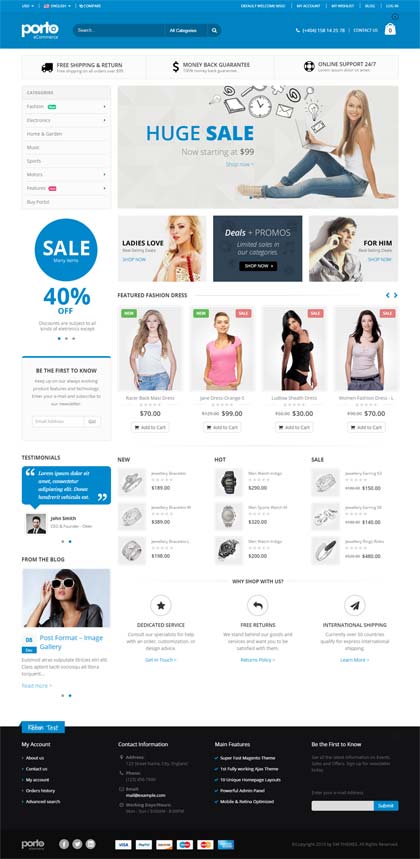 USD
ENGLISH
COMPARE
DEFAULT WELCOME MSG!
MY ACCOUNT
MY WISHLIST
BLOG
LOG IN
porto
eCommerce
Search...
All Categories
(+404) 158 14 25 78
CONTACT US
0
FREE SHIPPING & RETURN
Free shipping on all orders over $99.
MONEY BACK GUARANTEE
100% money back guarantee.
ONLINE SUPPORT 24/7
Lorem ipsum dolor sit amet.
CATEGORIES
Fashion
Electronics
Home & Garden
Music
Sports
Motors
Features
Buy Porto!
HUGE SALE
Now starting at $99
Shop now >
SALE
Many Items
40%
OFF
Discounts are subject to all
kinds of electronics except.
LADIES LOVE
Best-Selling Deals
SHOP NOW
Deals + PROMOS
Limited sales in
our categories.
SHOP NOW >
FOR HIM
Best-Selling Deals
SHOP NOW
FEATURED FASHION DRESS
NEW
NEW
SALE
SALE
SALE
Racer Back Maxi Dress
Jane Dress-Orange-S
Ludlow Sheath Dress
Women Fashion Dress - L
$70.00
$129.00 $99.00
$50.00 $30.00
$150.00 $70.00
Add to Cart
Add to Cart
Add to Cart
Add to Cart
BE THE FIRST TO KNOW
Keep up on our always evolving
product features and technology.
Enter your e-mail and subscribe to
our newsletter.
Email Address
Go!
TESTIMONIALS
Lorem ipsum dolor sit
amet, consectetur
adipiscing elit. Donec
hendrerit vehicula est.
John Smith
CEO & Founder - Okler
NEW
Jewellery Bracelets
$189.00
Jewellery Bracelets-M
$389.00
Jewellery Bracelets-L
$198.00
HOT
Men Watch-Indigo
$290.00
Men Sports Watch-M
$320.00
Men Watch-Indigo
$320.00
SALE
$150.00
$140.00
Jewellery Rings Rolex
$480.00
FROM THE BLOG
08
Dec
Post Format – Image
Gallery
Euismod atras vulputate iltricies etri elit.
Class aptent taciti sociosqu ad litora
torquent...
Read more >
WHY SHOP WITH US?
DEDICATED SERVICE
Consult our specialists for help
with an order, customization, or
design advice.
Get in Touch >
FREE RETURNS
We stand behind our goods and
services and want you to be
satisfied with them.
Returns Policy >
INTERNATIONAL SHIPPING
Currently over 50 countries
qualify for express international
shipping.
Learn More >
Ribbon Text
My Account
About us
Contact us
My account
Orders history
Advanced search
Contact Information
Address:
123 Street Name, City, England
Phone:
(123) 456-7890
Email:
mail@example.com
Working Days/Hours:
Mon - Sun / 9:00AM - 8:00PM
Main Features
Super Fast Magento Theme
1st Fully working Ajax Theme
10 Unique Homepage Layouts
Powerful Admin Panel
Mobile & Retina Optimized
Be the First to Know
Get all the latest information on Events,
Sales and Offers. Sign up for newsletter
today.
Enter your e-mail Address
Submit
porto
eCommerce
VISA
PayPal
©Copyright 2015 by SW-THEMES. All Rights Reserved.